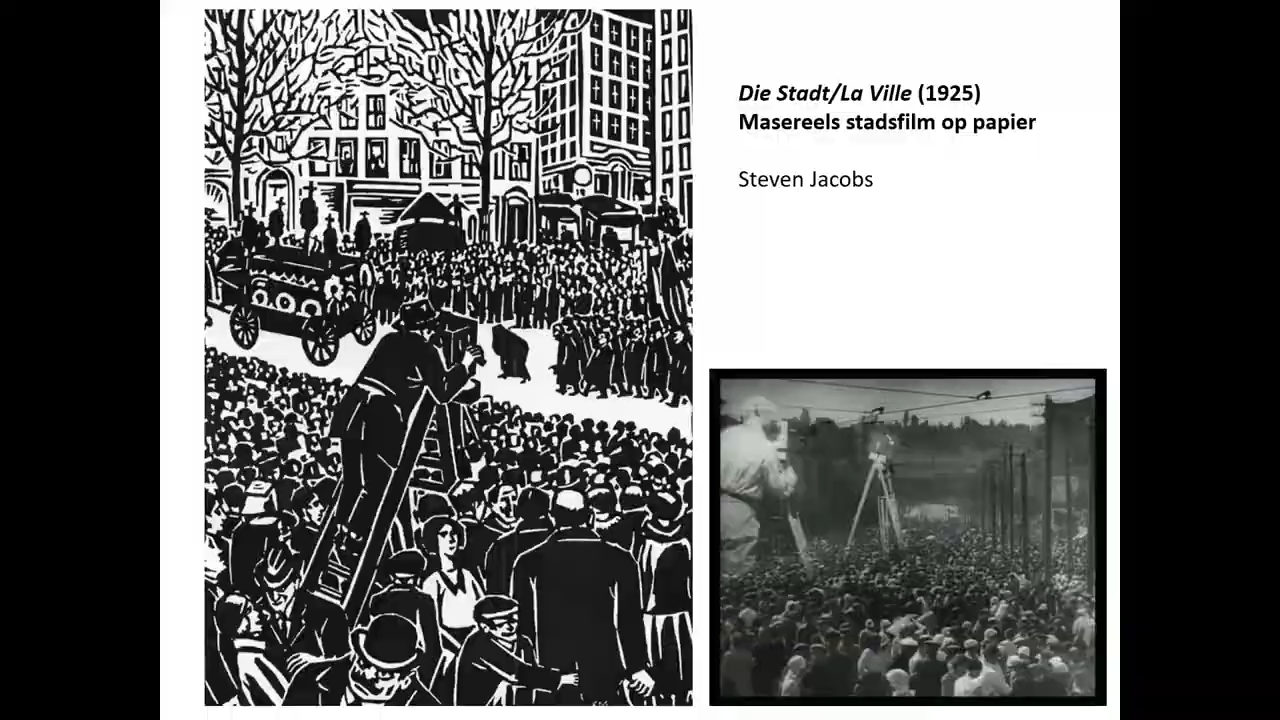 Die Stadt/La Ville (1925)
Masereels stadsfilm op papier
Steven Jacobs